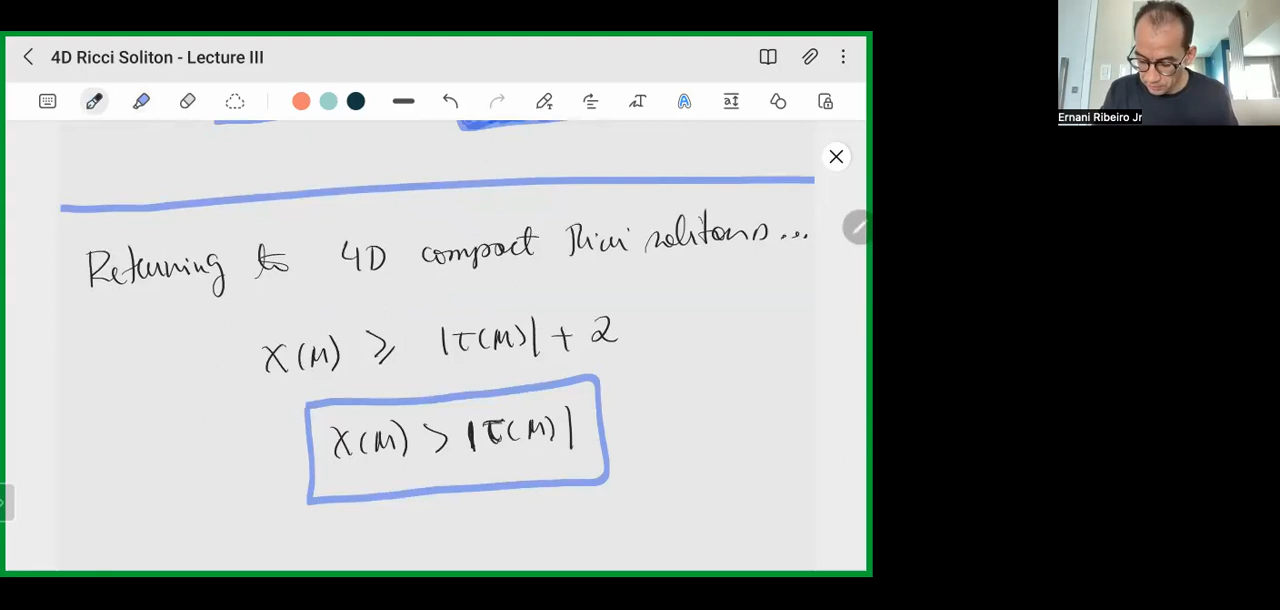 4D Ricci Soliton - Lecture III
Ernani Ribeiro Jr
Returning to 4D compact Ricci solitons...
χ(M) ≥ |τ(M)| + 2
χ(M) > |τ(M)|